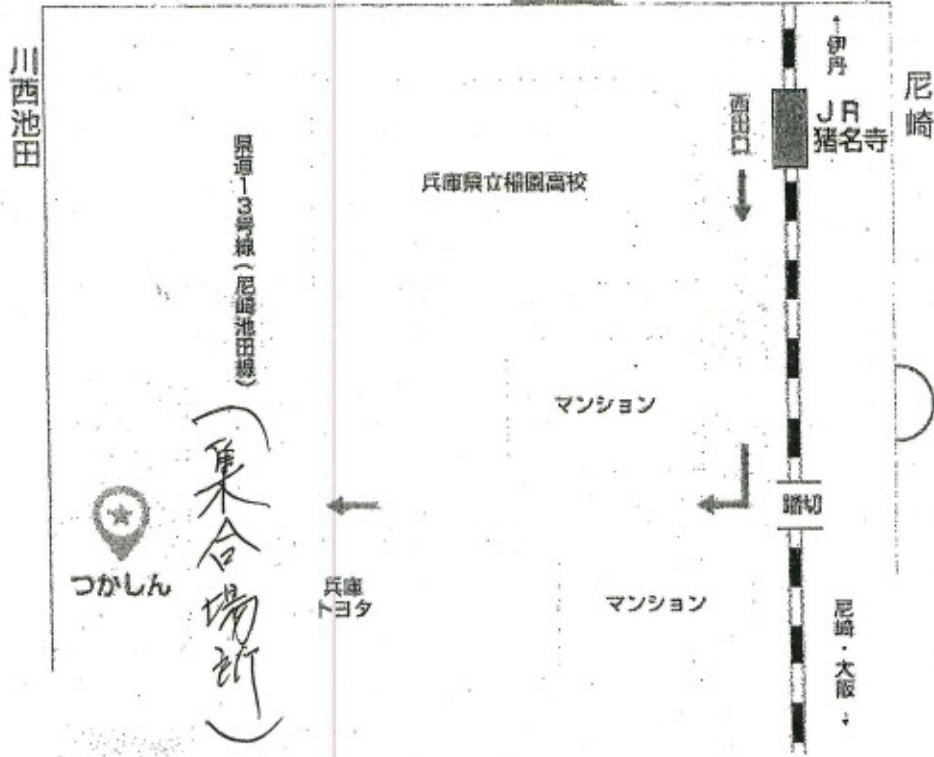 川西池田
県道13号線(尼崎池田線)
兵庫県立稲園高校
西出口
↑伊丹
JR
猪名寺
尼崎
マンション
踏切
つかしん
(集合場所)
兵庫
トヨタ
マンション
尼崎・大阪↓